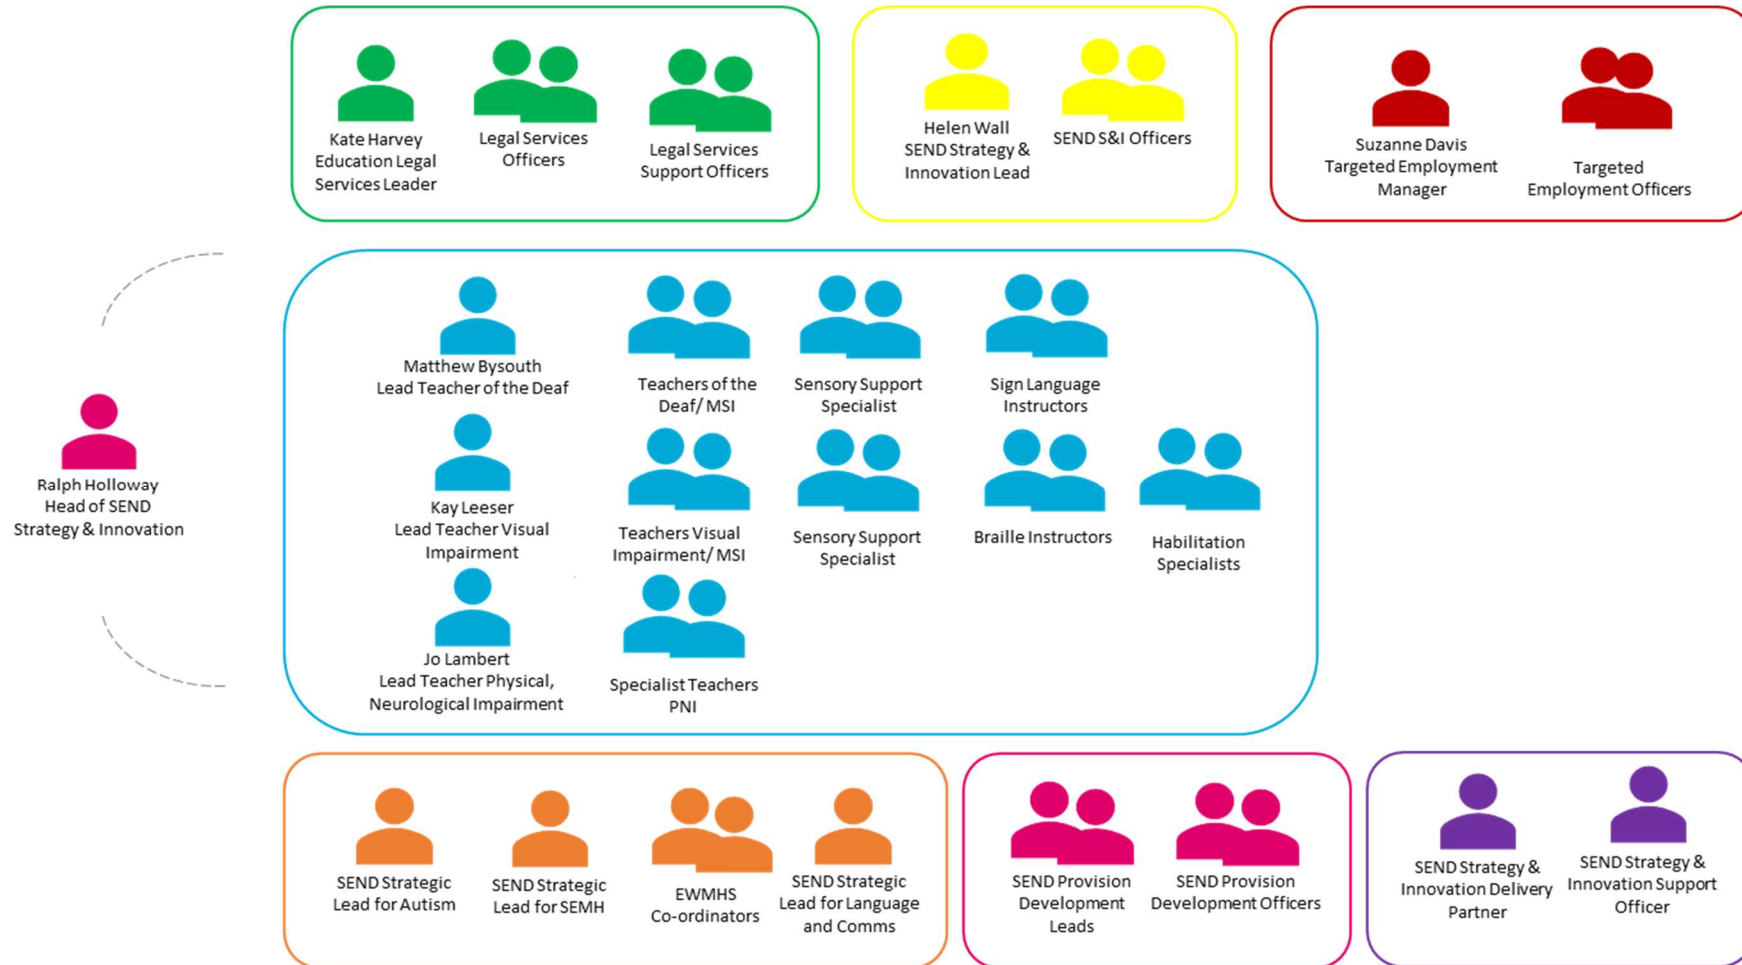 Kate Harvey
Education Legal
Services Leader
Legal Services
Officers
Legal Services
Support Officers
Helen Wall
SEND Strategy &
Innovation Lead
SEND S&I Officers
Suzanne Davis
Targeted Employment
Manager
Targeted
Employment Officers
Ralph Holloway
Head of SEND
Strategy & Innovation
Matthew Bysouth
Lead Teacher of the Deaf
Teachers of the
Deaf/ MSI
Sensory Support
Specialist
Sign Language
Instructors
Kay Leeser
Lead Teacher Visual
Impairment
Teachers Visual
Impairment/ MSI
Sensory Support
Specialist
Braille Instructors
Habilitation
Specialists
Jo Lambert
Lead Teacher Physical,
Neurological Impairment
Specialist Teachers
PNI
SEND Strategic
Lead for Autism
SEND Strategic
Lead for SEMH
EWMHS
Co-ordinators
SEND Strategic
Lead for Language
and Comms
SEND Provision
Development
Leads
SEND Provision
Development Officers
SEND Strategy &
Innovation Delivery
Partner
SEND Strategy &
Innovation Support
Officer